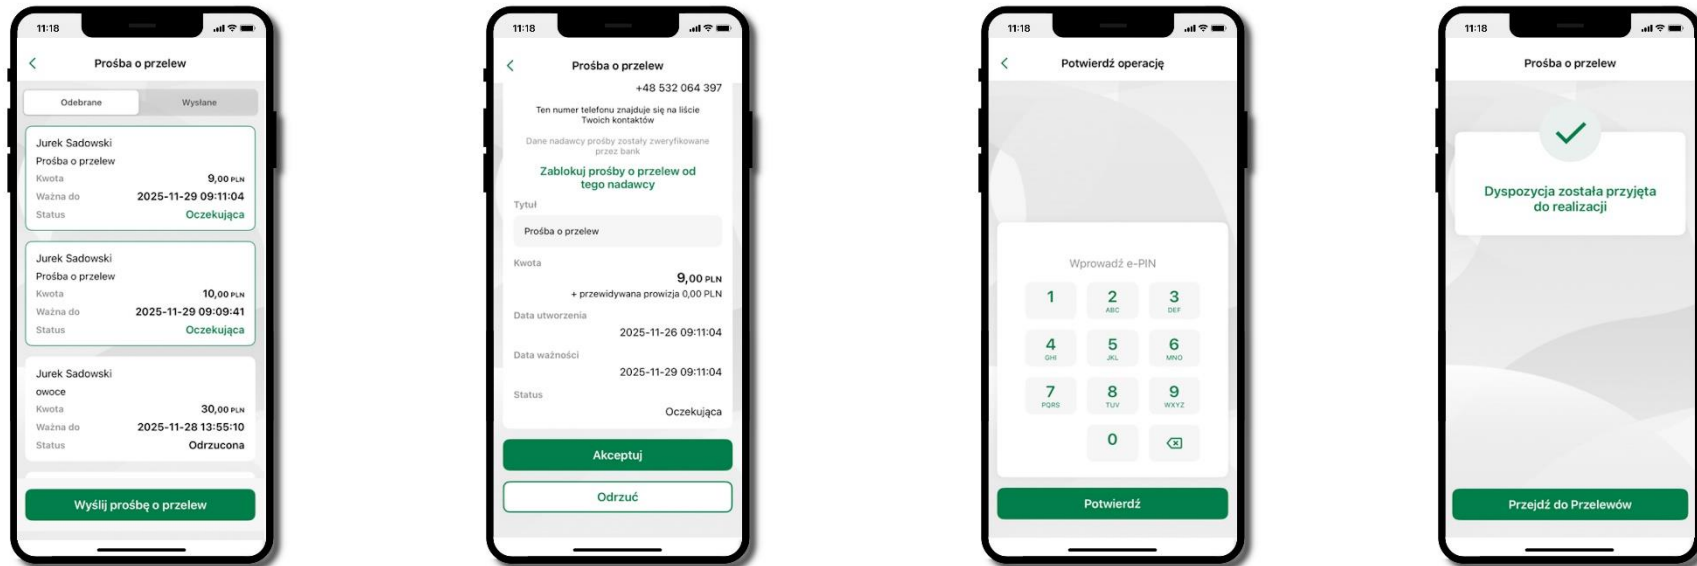 11:18
Prośba o przelew
Odebrane Wysłane
Jurek Sadowski
Prośba o przelew
Kwota 9,00 PLN
Ważna do 2025-11-29 09:11:04
Status Oczekująca
Jurek Sadowski
Prośba o przelew
Kwota 10,00 PLN
Ważna do 2025-11-29 09:09:41
Status Oczekująca
Jurek Sadowski
owoce
Kwota 30,00 PLN
Ważna do 2025-11-28 13:55:10
Status Odrzucona
Wyślij prośbę o przelew
11:18
Prośba o przelew
+48 532 064 397
Ten numer telefonu znajduje się na liście
Twoich kontaktów
Dane nadawcy prośby zostały zweryfikowane
przez bank
Zablokuj prośby o przelew od
tego nadawcy
Tytuł
Prośba o przelew
Kwota
9,00 PLN
+ przewidywana prowizja 0,00 PLN
Data utworzenia
2025-11-26 09:11:04
Data ważności
2025-11-29 09:11:04
Status
Oczekująca
Akceptuj
Odrzuć
11:18
Potwierdź operację
Wprowadź e-PIN
1 2 3
ABC DEF
4 5 6
GHI JKL MNO
7 8 9
PQRS TUV WXYZ
0
Potwierdź
11:18
Prośba o przelew
Dyspozycja została przyjęta
do realizacji
Przejdź do Przelewów